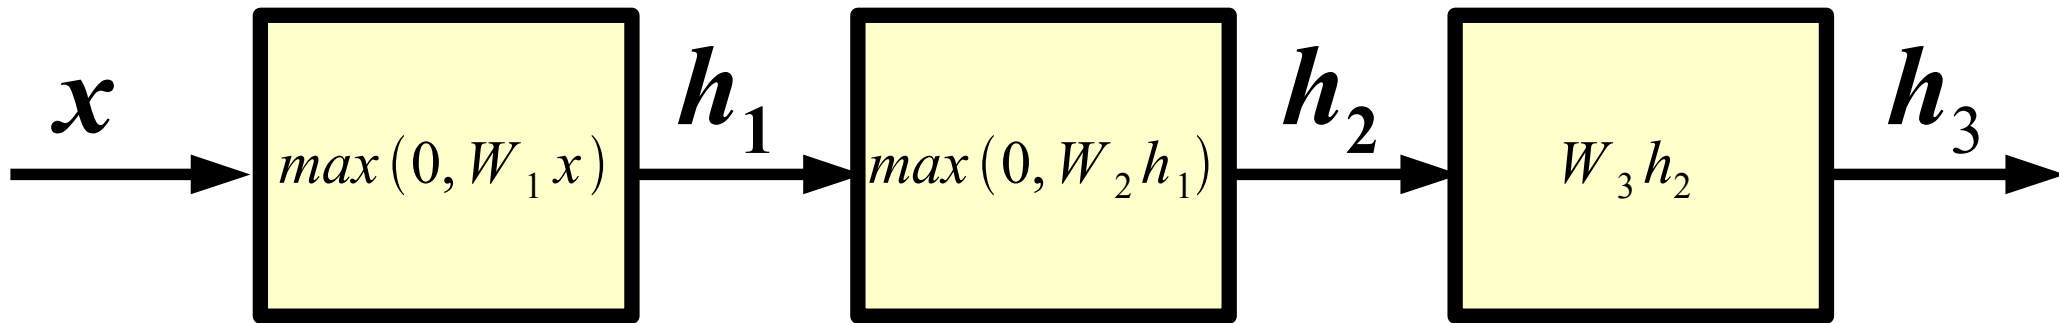 x
max(0, W₁ x)
h₁
max(0, W₂ h₁)
h₂
W₃ h₂
h₃